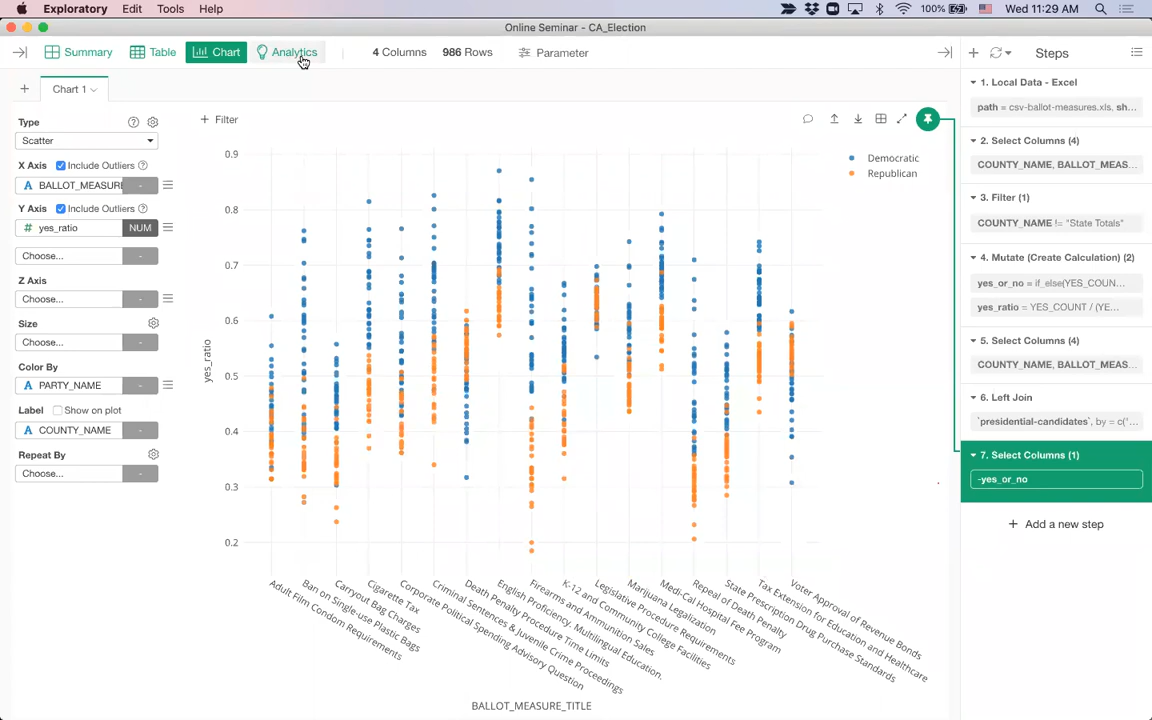 Exploratory Edit Tools Help 100% Wed 11:29 AM
Online Seminar - CA_Election
Summary Table Chart Analytics 4 Columns 986 Rows Parameter
Steps
Chart 1
Type
Scatter
X Axis Include Outliers
BALLOT_MEASURE
Y Axis Include Outliers
yes_ratio NUM
Choose... -
Z Axis
Choose... -
Size
Choose... -
Color By
PARTY_NAME -
Label Show on plot
COUNTY_NAME -
Repeat By
Choose... -
+ Filter
Democratic
Republican
0.9
0.8
0.7
0.6
0.5
0.4
0.3
0.2
yes_ratio
Adult Film Condom Requirements
Ban on Single-use Plastic Bags
Carryout Bag Charges
Cigarette Tax
Corporate Political Spending Advisory Question
Criminal Sentences & Juvenile Crime Proceedings
Death Penalty Procedure Time Limits
English Proficiency. Multilingual Education.
Firearms and Ammunition Sales
K-12 and Community College Facilities
Legislative Procedure Requirements
Marijuana Legalization
Medi-Cal Hospital Fee Program
Repeal of Death Penalty
State Prescription Drug Purchase Standards
Tax Extension for Education and Healthcare
Voter Approval of Revenue Bonds
BALLOT_MEASURE_TITLE
1. Local Data - Excel
path = csv-ballot-measures.xls, sh...
2. Select Columns (4)
COUNTY_NAME, BALLOT_MEAS...
3. Filter (1)
COUNTY_NAME != "State Totals"
4. Mutate (Create Calculation) (2)
yes_or_no = if_else(YES_COUN...
yes_ratio = YES_COUNT / (YE...
5. Select Columns (4)
COUNTY_NAME, BALLOT_MEAS...
6. Left Join
`presidential-candidates`, by = c('...
7. Select Columns (1)
-yes_or_no
+ Add a new step